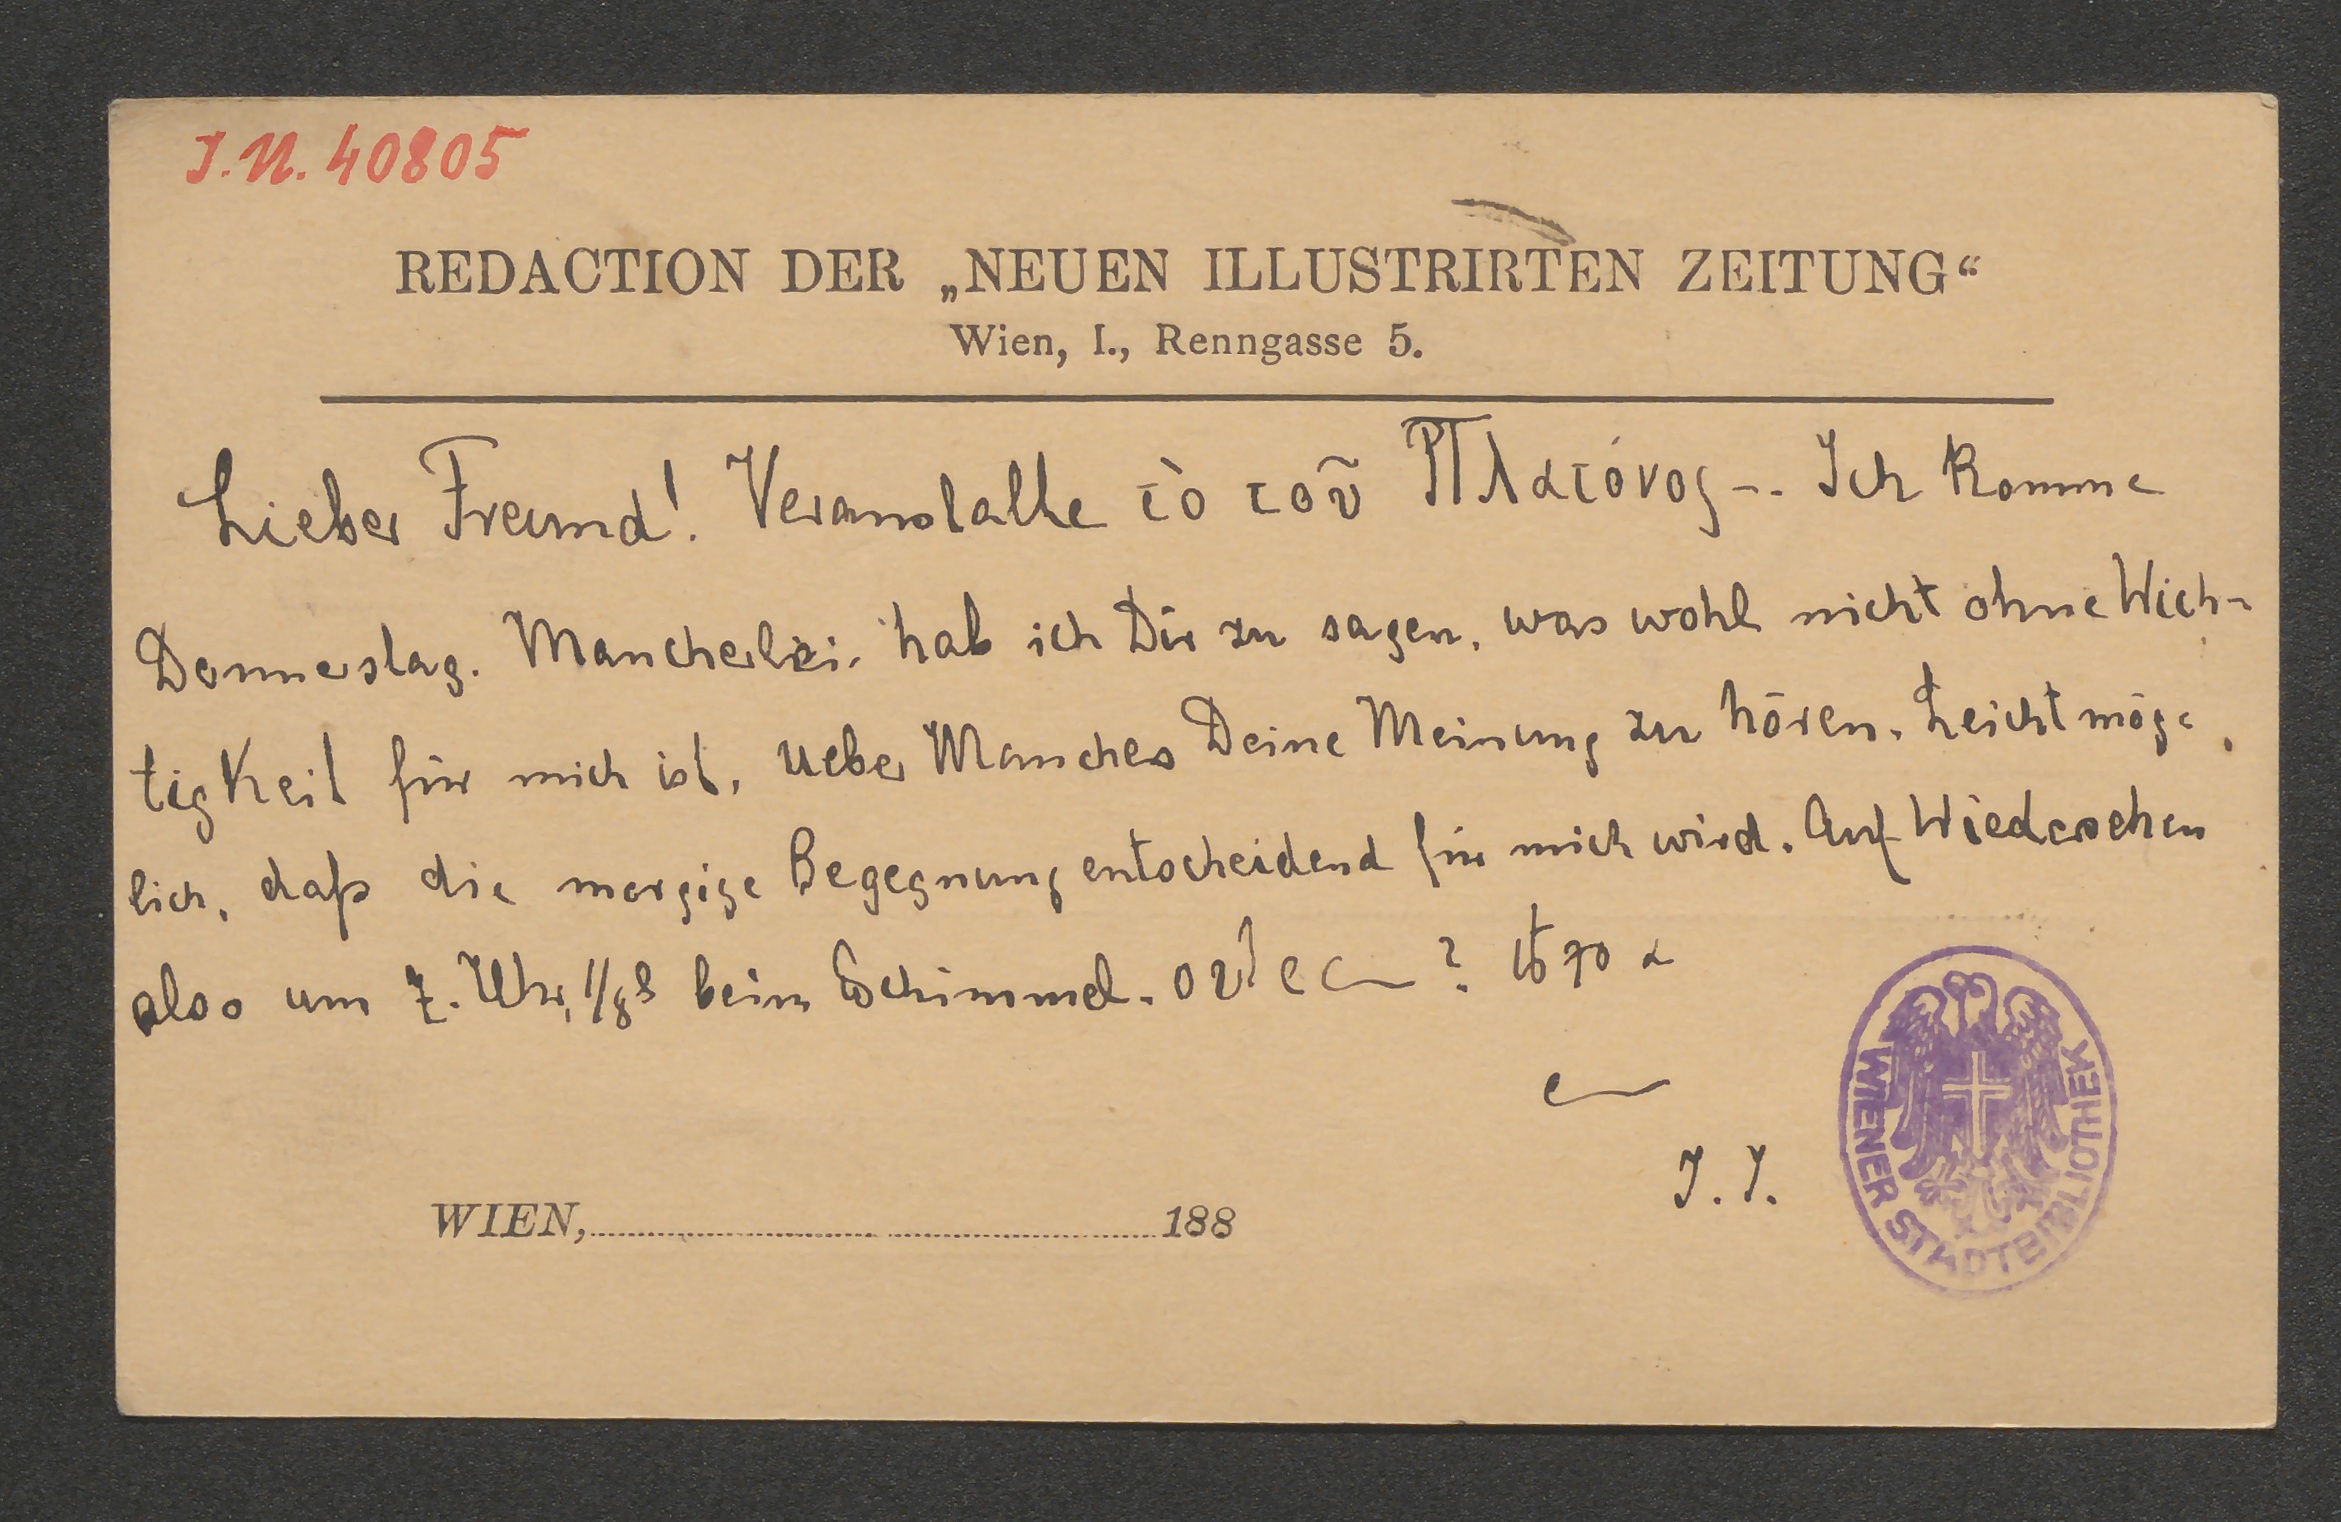 J.N. 40805
REDACTION DER „NEUEN ILLUSTRIRTEN ZEITUNG“
Wien, I., Renngasse 5.
Lieber Freund! Veranstalte τὸ τοῦ Πλατόνος -. Ich komme
Donnerstag. Mancherlei hab ich Dir zu sagen, was wohl nicht ohne Wich-
tigkeit für mich ist, Ueber Manches Deine Meinung zu hören. Leicht mög-
lich, daß die morgige Begegnung entscheidend für mich wird. Auf Wiedersehen
also um 7. Uhr, 1/28 beim Schimmel.
J. J.
WIEN, 188
WIENER STADTBIBLIOTHEK